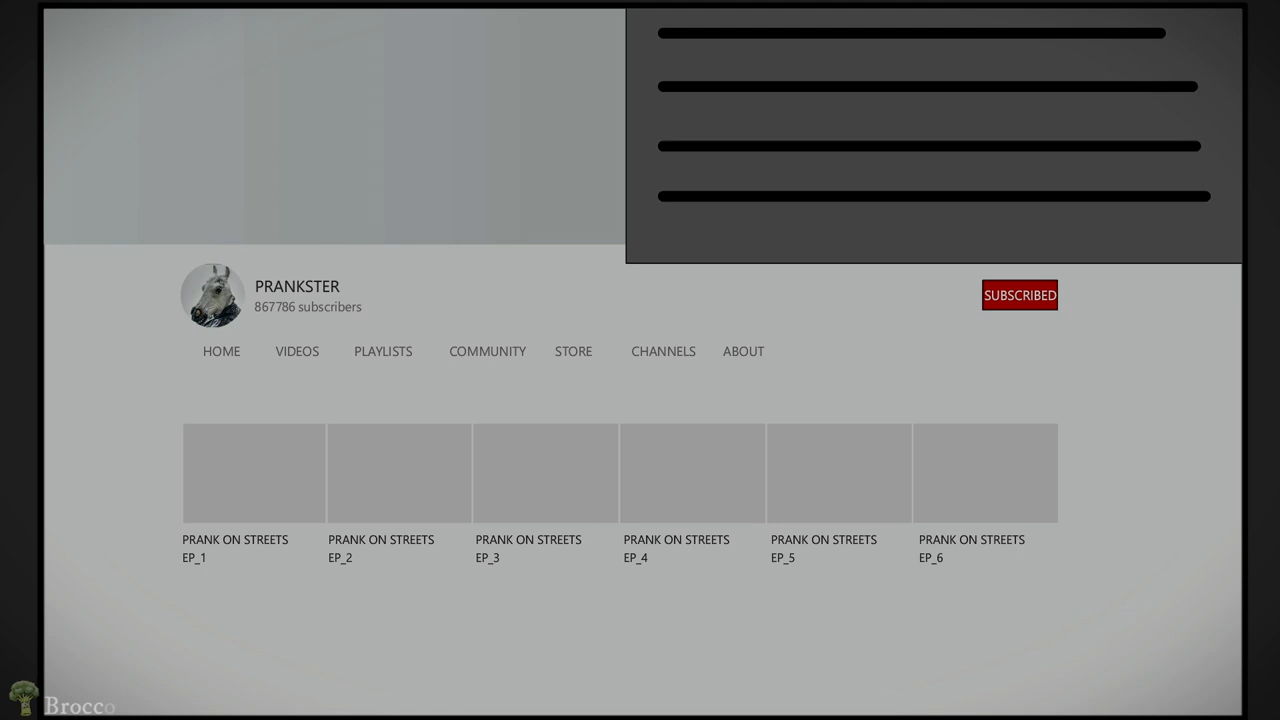 PRANKSTER
867786 subscribers
SUBSCRIBED
HOME VIDEOS PLAYLISTS COMMUNITY STORE CHANNELS ABOUT
PRANK ON STREETS
EP_1
PRANK ON STREETS
EP_2
PRANK ON STREETS
EP_3
PRANK ON STREETS
EP_4
PRANK ON STREETS
EP_5
PRANK ON STREETS
EP_6
Brocco